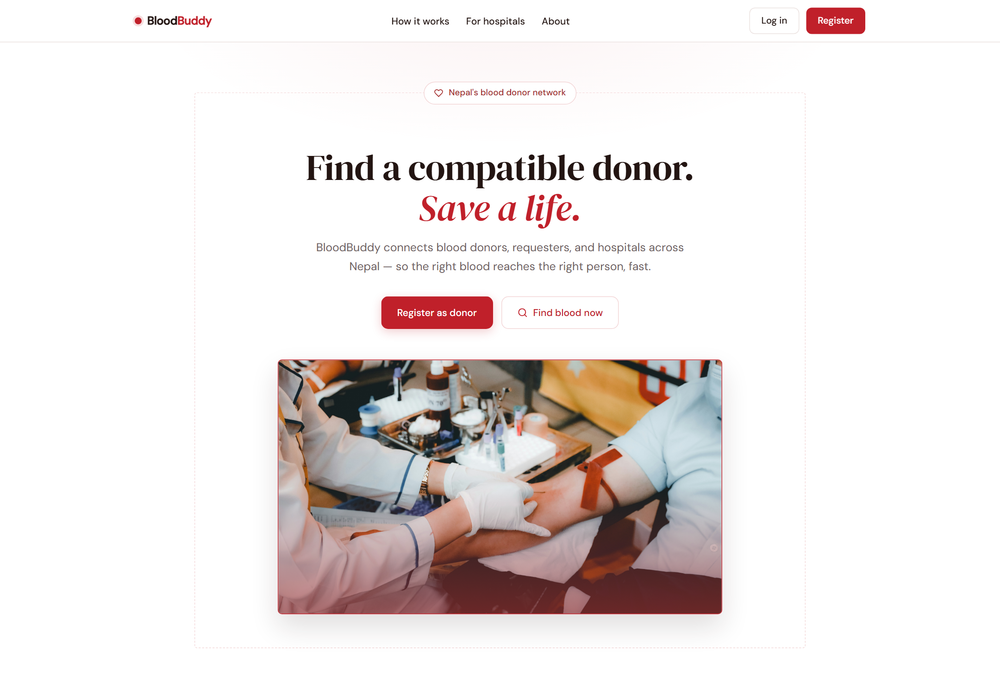 BloodBuddy
How it works
For hospitals
About
Log in
Register
Nepal's blood donor network
Find a compatible donor.
Save a life.
BloodBuddy connects blood donors, requesters, and hospitals across
Nepal — so the right blood reaches the right person, fast.
Register as donor
Find blood now
70°